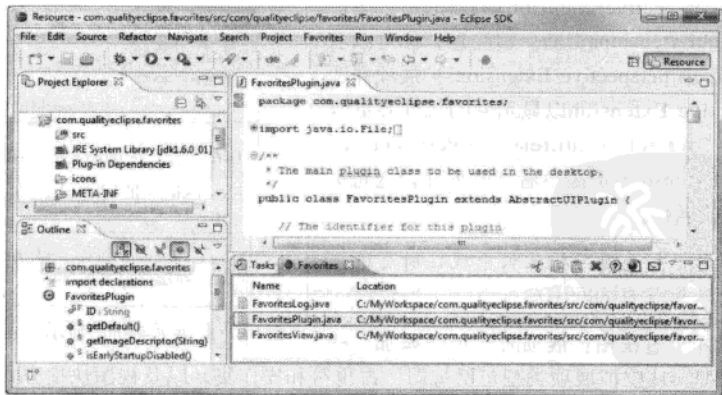 Resource - com.qualityeclipse.favorites/src/com/qualityeclipse/favorites/FavoritesPlugin.java - Eclipse SDK
File Edit Source Refactor Navigate Search Project Favorites Run Window Help
Resource
Project Explorer
com.qualityeclipse.favorites
src
JRE System Library [jdk1.6.0_01]
Plug-in Dependencies
icons
META-INF
FavoritesPlugin.java
package com.qualityeclipse.favorites;
import java.io.File;
/**
* The main plugin class to be used in the desktop.
*/
public class FavoritesPlugin extends AbstractUIPlugin {
// The identifier for this plugin
Outline
com.qualityeclipse.favorites
import declarations
FavoritesPlugin
ID : String
getDefault()
getImageDescriptor(String)
isEarlyStartupDisabled()
Tasks Favorites
Name Location
FavoritesLog.java C:/MyWorkspace/com.qualityeclipse.favorites/src/com/qualityeclipse/favor...
FavoritesPlugin.java C:/MyWorkspace/com.qualityeclipse.favorites/src/com/qualityeclipse/favor...
FavoritesView.java C:/MyWorkspace/com.qualityeclipse.favorites/src/com/qualityeclipse/favor...